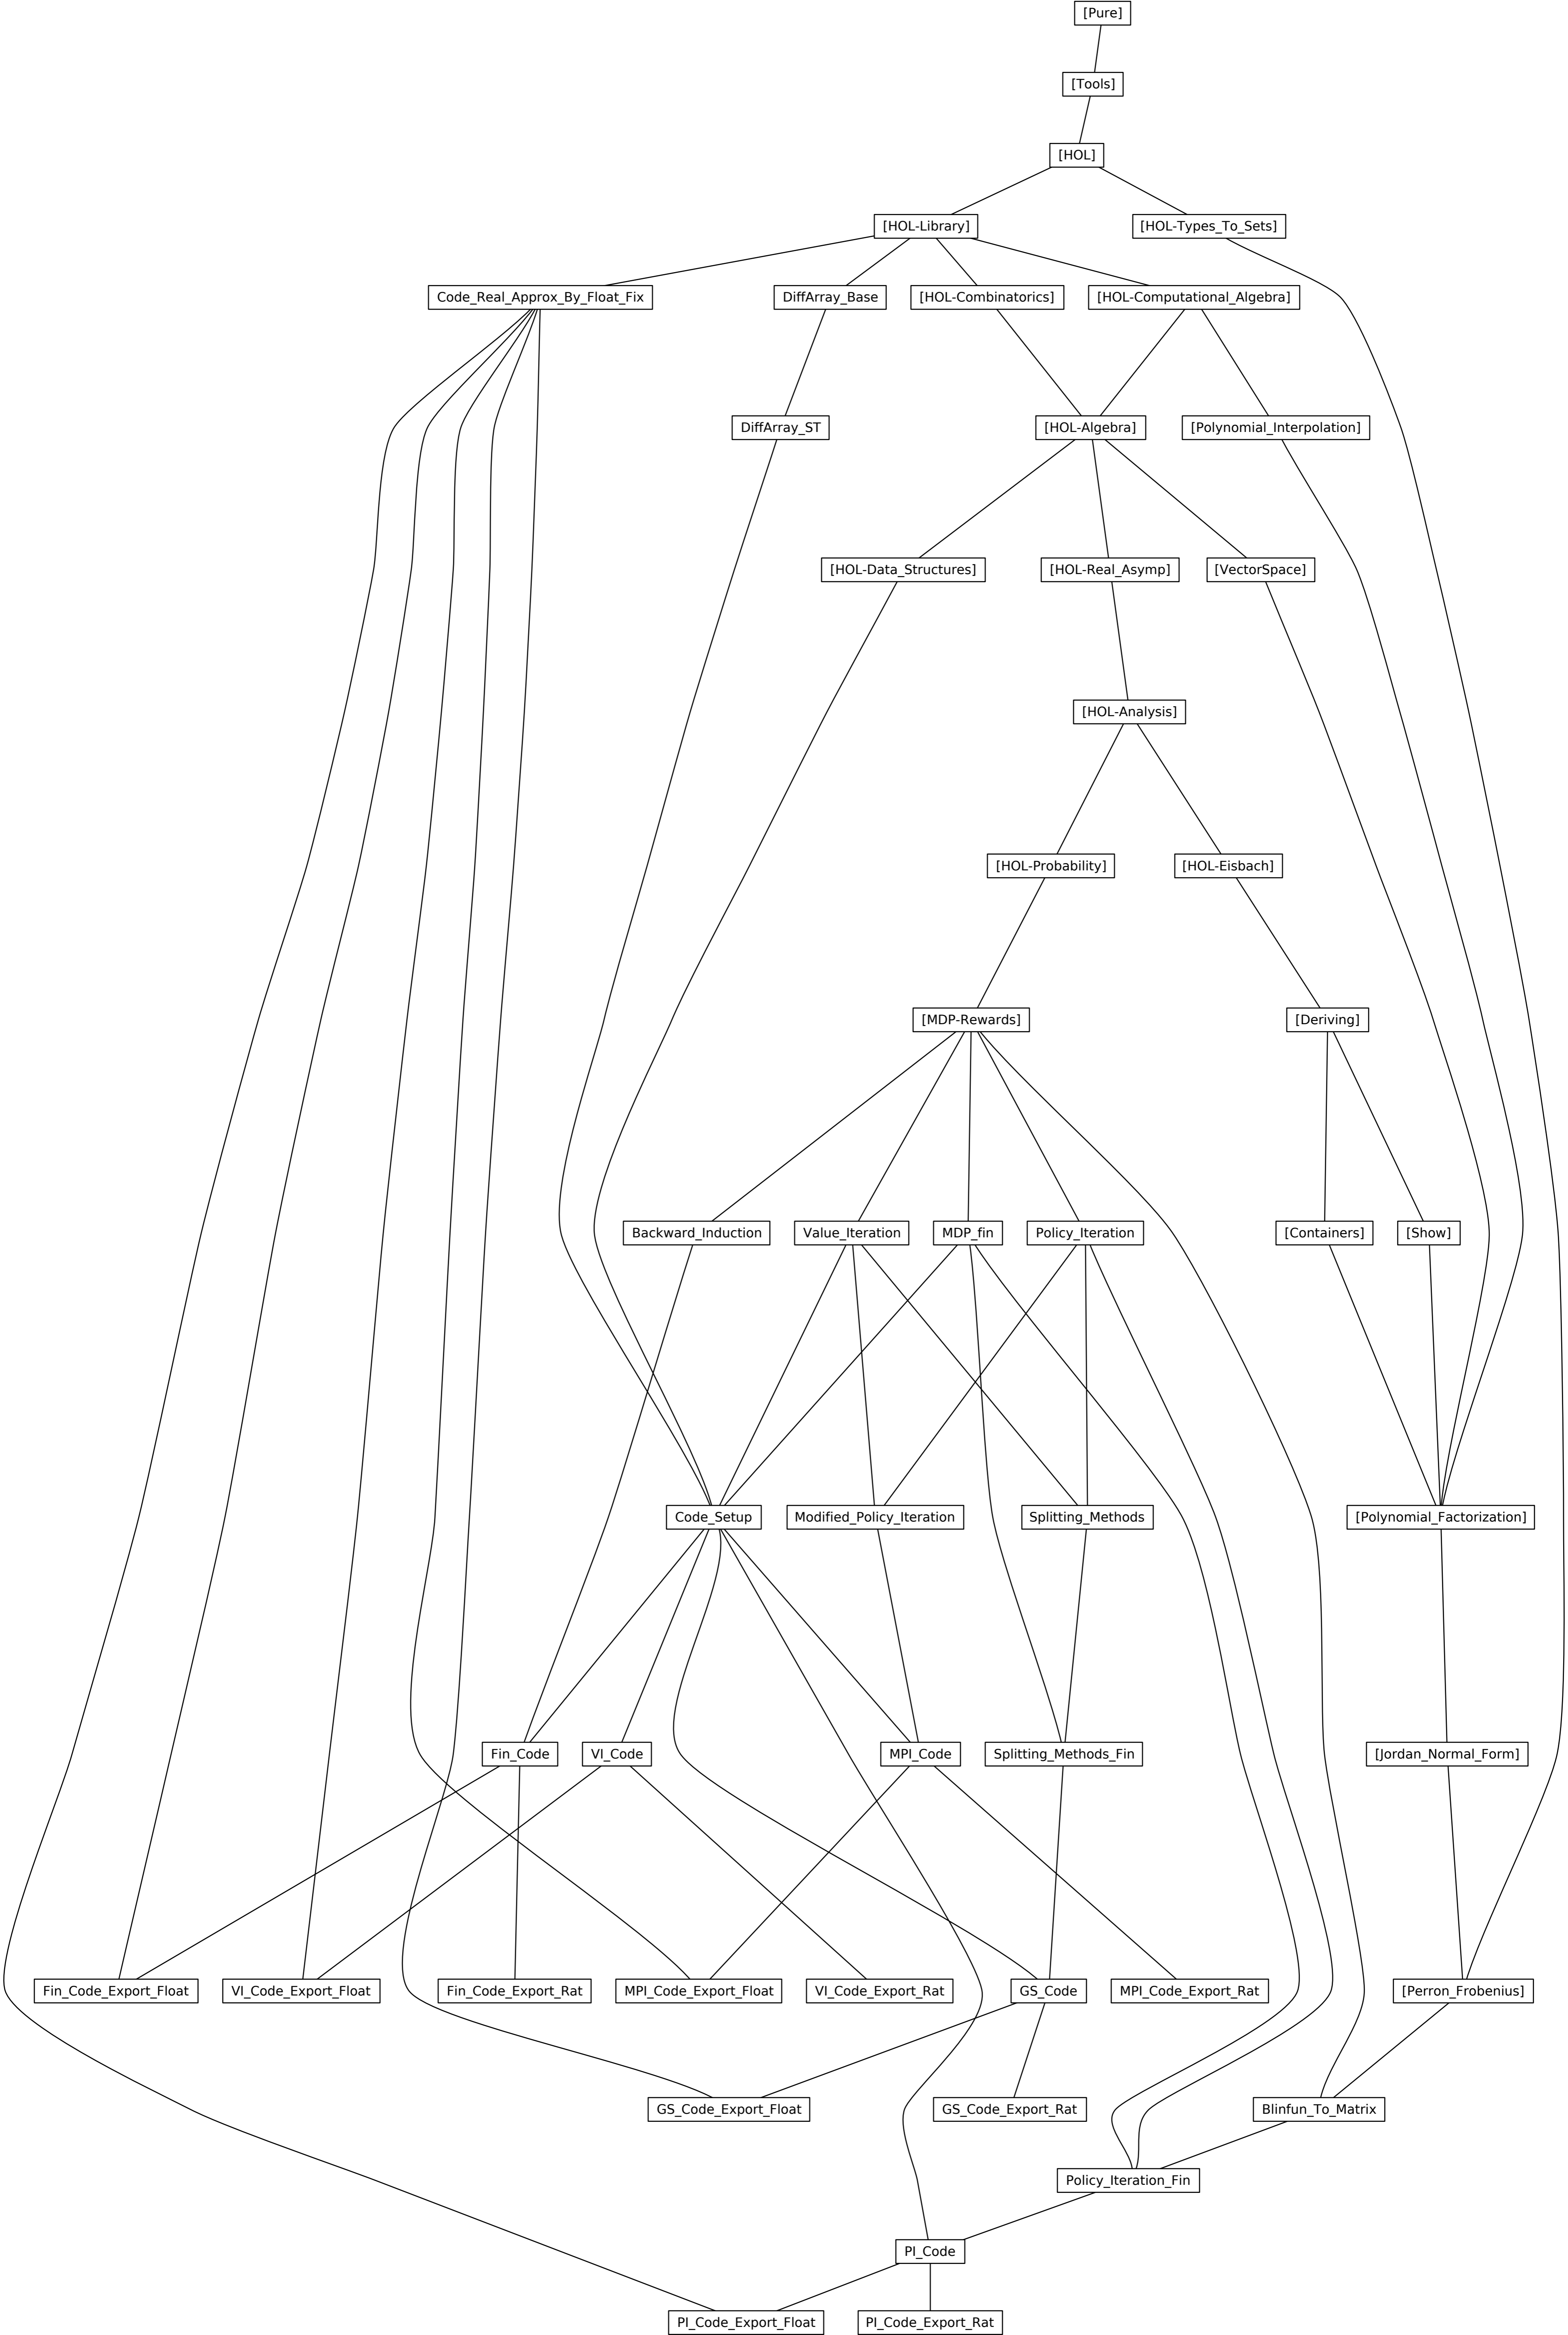 [Pure]
[Tools]
[HOL]
[HOL-Library]
[HOL-Types_To_Sets]
Code_Real_Approx_By_Float_Fix
DiffArray_Base
[HOL-Combinatorics]
[HOL-Computational_Algebra]
DiffArray_ST
[HOL-Algebra]
[Polynomial_Interpolation]
[HOL-Data_Structures]
[HOL-Real_Asymp]
[VectorSpace]
[HOL-Analysis]
[HOL-Probability]
[HOL-Eisbach]
[MDP-Rewards]
[Deriving]
Backward_Induction
Value_Iteration
MDP_fin
Policy_Iteration
[Containers]
[Show]
Code_Setup
Modified_Policy_Iteration
Splitting_Methods
[Polynomial_Factorization]
Fin_Code
VI_Code
MPI_Code
Splitting_Methods_Fin
[Jordan_Normal_Form]
Fin_Code_Export_Float
VI_Code_Export_Float
Fin_Code_Export_Rat
MPI_Code_Export_Float
VI_Code_Export_Rat
GS_Code
MPI_Code_Export_Rat
[Perron_Frobenius]
GS_Code_Export_Float
GS_Code_Export_Rat
Blinfun_To_Matrix
Policy_Iteration_Fin
PI_Code
PI_Code_Export_Float
PI_Code_Export_Rat